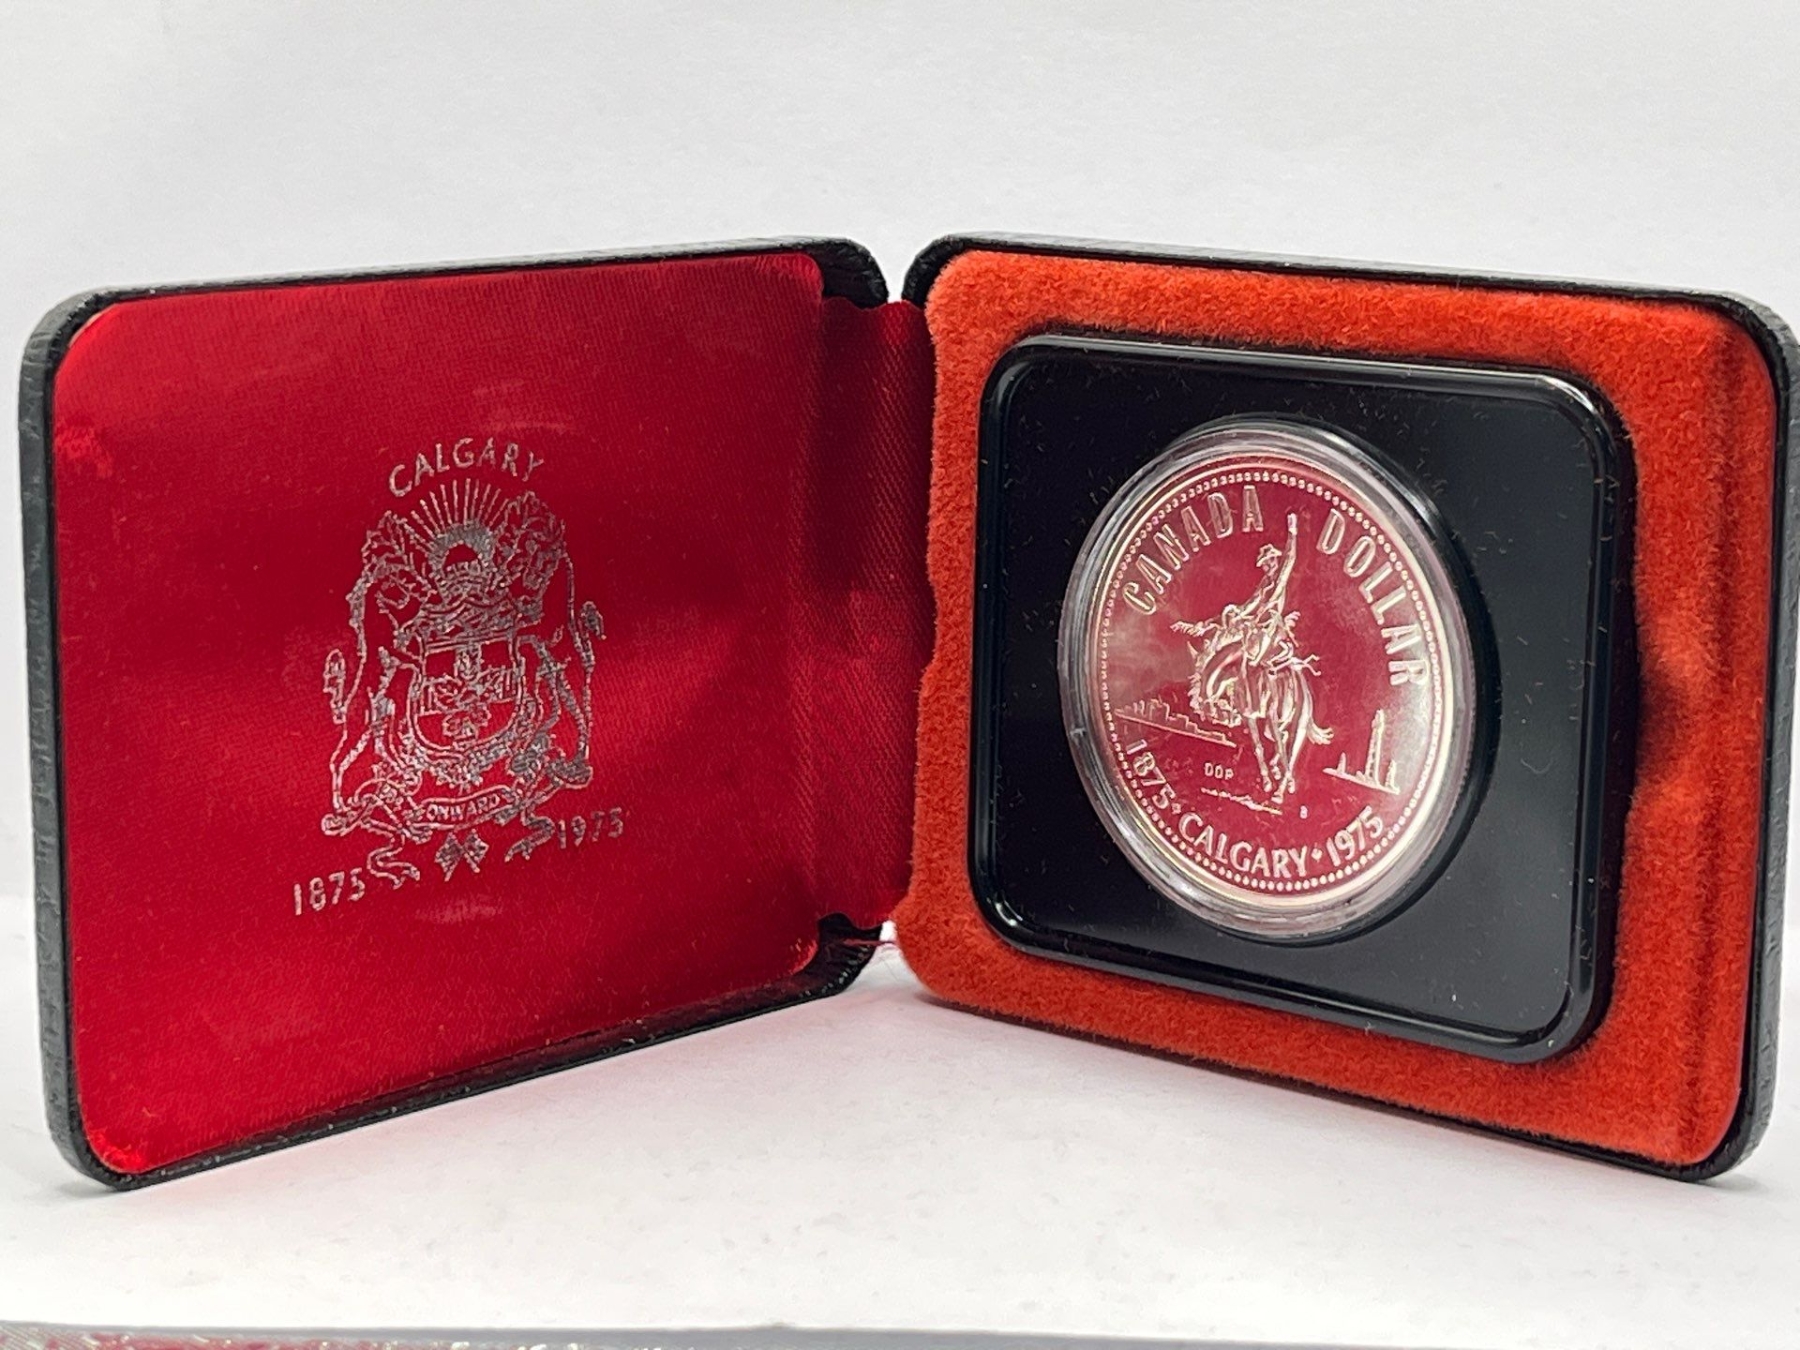 CALGARY
ONWARD
1875 1975
CANADA DOLLAR
DDP
B
1875 • CALGARY • 1975